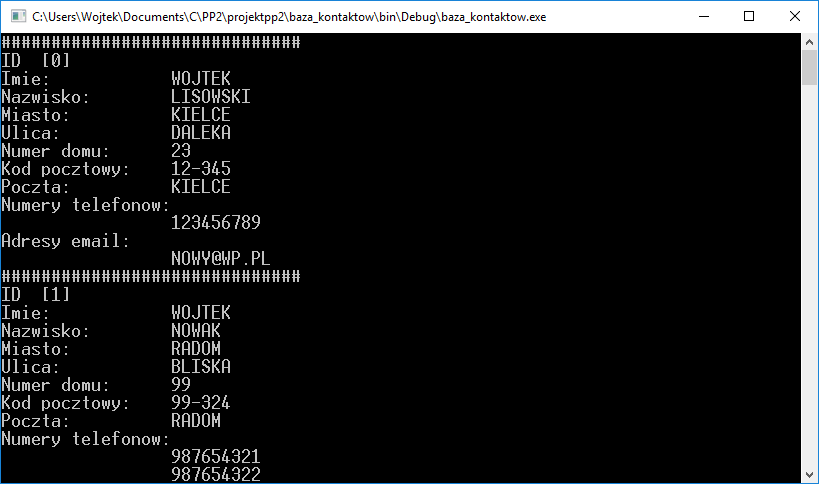 C:\Users\Wojtek\Documents\C\PP2\projektpp2\baza_kontaktow\bin\Debug\baza_kontaktow.exe
##############################
ID  [0]
Imie:            WOJTEK
Nazwisko:        LISOWSKI
Miasto:          KIELCE
Ulica:           DALEKA
Numer domu:      23
Kod pocztowy:    12-345
Poczta:          KIELCE
Numery telefonow:
                 123456789
Adresy email:
                 NOWY@WP.PL
##############################
ID  [1]
Imie:            WOJTEK
Nazwisko:        NOWAK
Miasto:          RADOM
Ulica:           BLISKA
Numer domu:      99
Kod pocztowy:    99-324
Poczta:          RADOM
Numery telefonow:
                 987654321
                 987654322